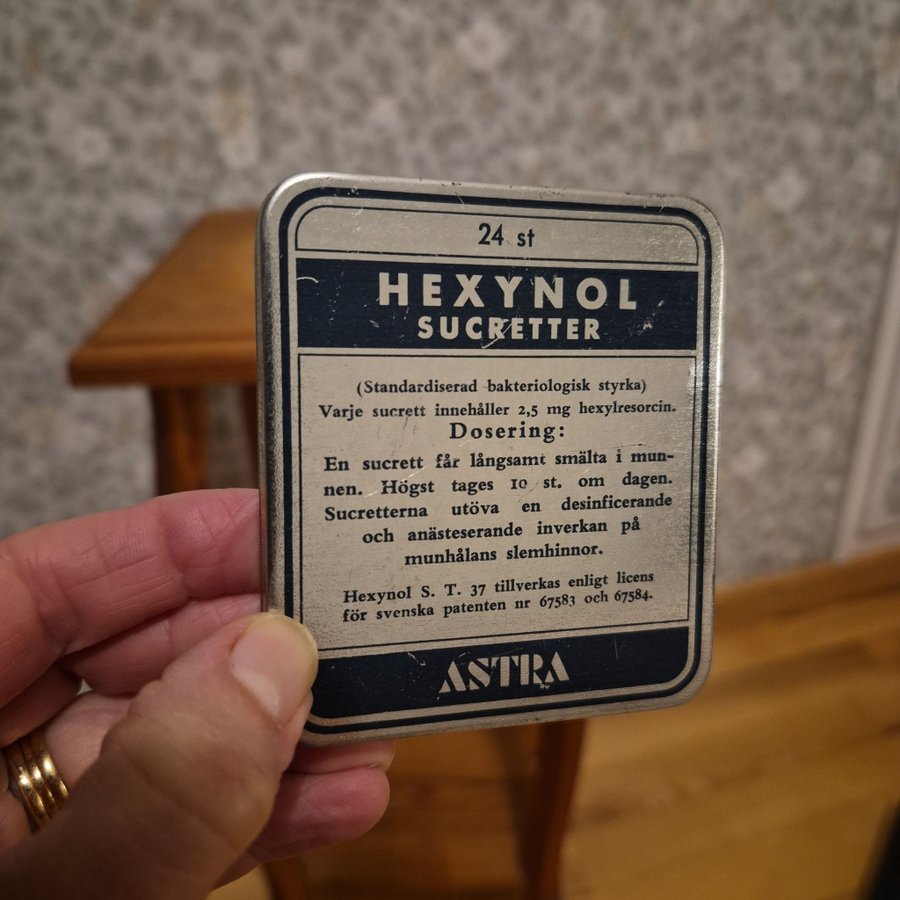 24 st
HEXYNOL
SUCRETTER
(Standardiserad bakteriologisk styrka)
Varje sucrett innehåller 2,5 mg hexylresorcin.
Dosering:
En sucrett får långsamt smälta i mun-
nen. Högst tages 10 st. om dagen.
Sucretterna utöva en desinficerande
och anästeserande inverkan på
munhålans slemhinnor.
Hexynol S. T. 37 tillverkas enligt licens
för svenska patenten nr 67583 och 67584.
ASTRA